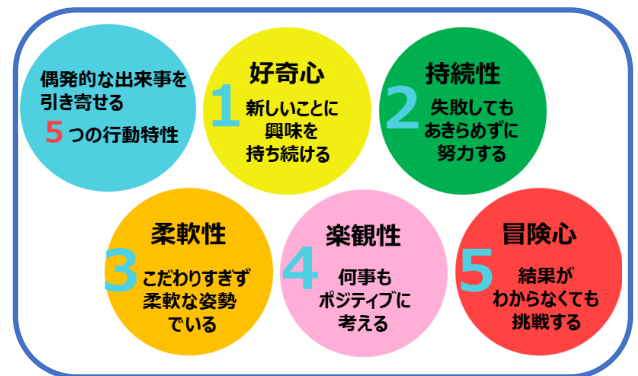 偶発的な出来事を
引き寄せる
5つの行動特性
1
好奇心
新しいことに
興味を
持ち続ける
2
持続性
失敗しても
あきらめずに
努力する
3
柔軟性
こだわりすぎず
柔軟な姿勢
でいる
4
楽観性
何事も
ポジティブに
考える
5
冒険心
結果が
わからなくても
挑戦する